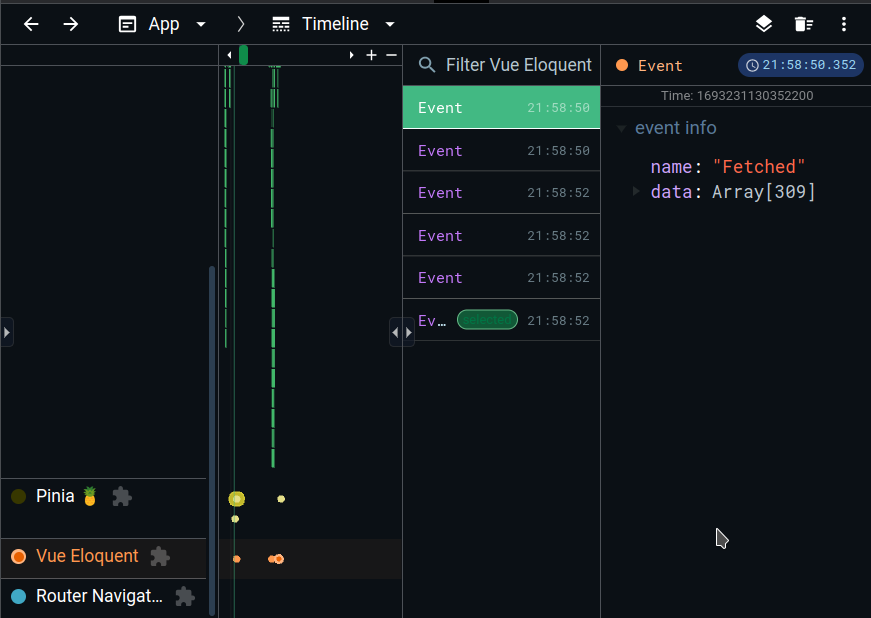 App
Timeline
Filter Vue Eloquent
Event 21:58:50
Event 21:58:50
Event 21:58:52
Event 21:58:52
Event 21:58:52
Ev… selected 21:58:52
Event 21:58:50.352
Time: 1693231130352200
event info
name: "Fetched"
data: Array[309]
Pinia 🍍
Vue Eloquent
Router Navigat…